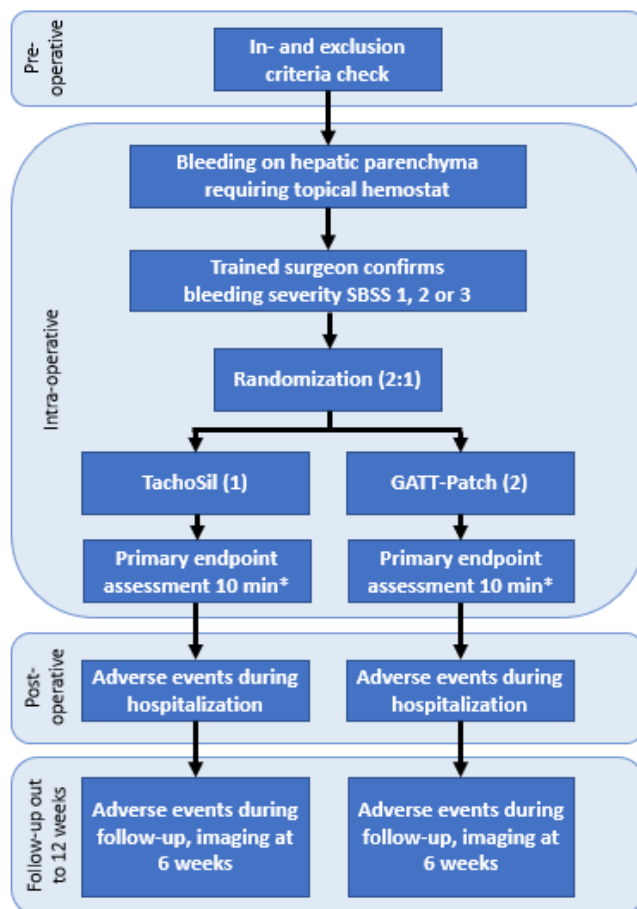 Pre-
operative
In- and exclusion
criteria check
Intra-operative
Bleeding on hepatic parenchyma
requiring topical hemostat
Trained surgeon confirms
bleeding severity SBSS 1, 2 or 3
Randomization (2:1)
TachoSil (1)
GATT-Patch (2)
Primary endpoint
assessment 10 min*
Primary endpoint
assessment 10 min*
Post-
operative
Adverse events during
hospitalization
Adverse events during
hospitalization
Follow-up out
to 12 weeks
Adverse events during
follow-up, imaging at
6 weeks
Adverse events during
follow-up, imaging at
6 weeks